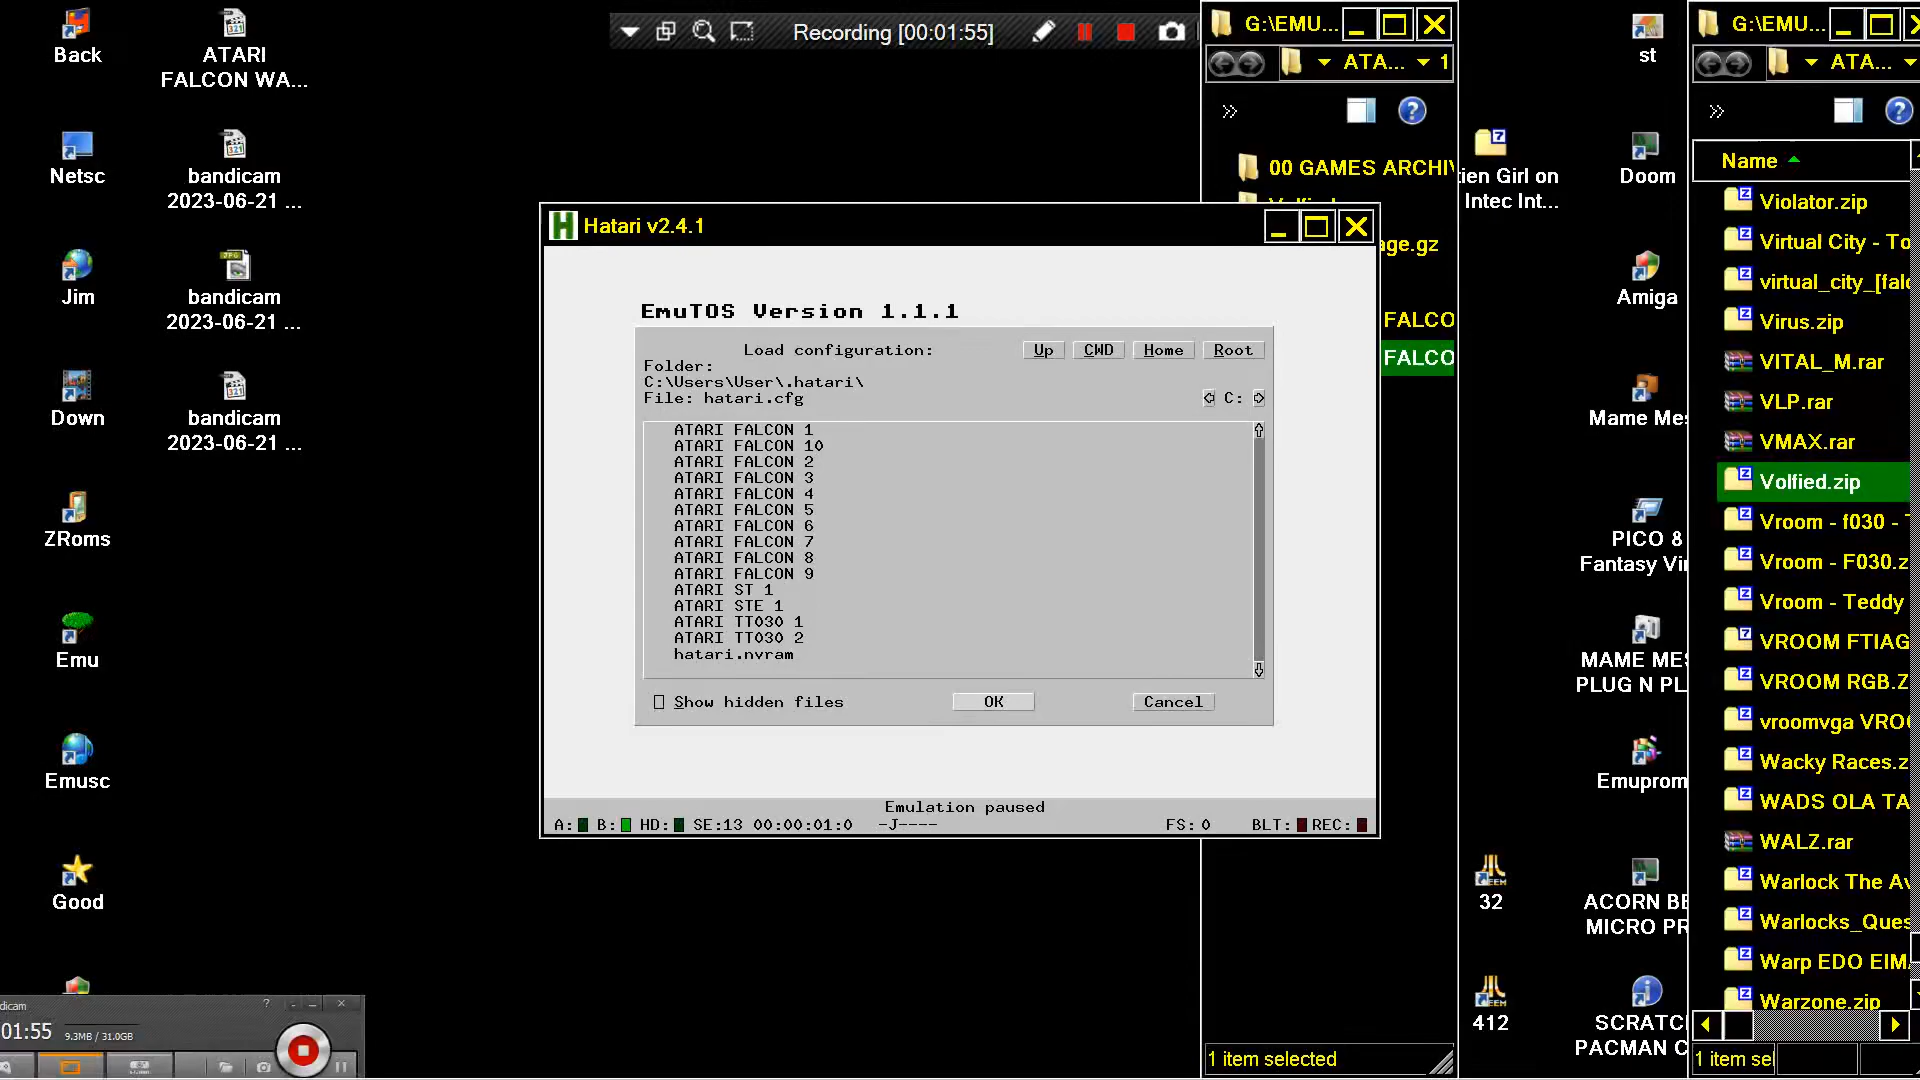 Back
ATARI
FALCON WA...
Netsc
bandicam
2023-06-21 ...
Jim
bandicam
2023-06-21 ...
Down
bandicam
2023-06-21 ...
ZRoms
Emu
Emusc
Good
Recording [00:01:55]
Hatari v2.4.1
EmuTOS Version 1.1.1
Load configuration:
Up
CWD
Home
Root
Folder:
C:\Users\User\.hatari\
File: hatari.cfg
C:
ATARI FALCON 1
ATARI FALCON 10
ATARI FALCON 2
ATARI FALCON 3
ATARI FALCON 4
ATARI FALCON 5
ATARI FALCON 6
ATARI FALCON 7
ATARI FALCON 8
ATARI FALCON 9
ATARI ST 1
ATARI STE 1
ATARI TT030 1
ATARI TT030 2
hatari.nvram
Show hidden files
OK
Cancel
Emulation paused
A: B: HD: SE:13 00:00:01:0 -J---- FS: 0 BLT: REC:
G:\EMU...
ATA... 1
00 GAMES ARCHIV
age.gz
FALCO
FALCO
1 item selected
tien Girl on
Intec Int...
32
412
st
Doom
Amiga
Mame Mes
PICO 8
Fantasy Vir
MAME MES
PLUG N PL
Emuprom
ACORN BE
MICRO PR
SCRATC
PACMAN C
G:\EMU...
ATA...
Name
Violator.zip
Virtual City - To
virtual_city_[falc
Virus.zip
VITAL_M.rar
VLP.rar
VMAX.rar
Volfied.zip
Vroom - f030 -
Vroom - F030.z
Vroom - Teddy
VROOM FTIAG
VROOM RGB.Z
vroomvga VRO
Wacky Races.z
WADS OLA TA
WALZ.rar
Warlock The Av
Warlocks_Ques
Warp EDO EIM
Warzone.zip
1 item se
dicam
01:55
9.3MB / 31.0GB